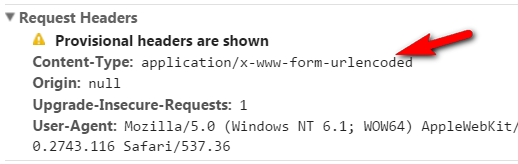 Request Headers
Provisional headers are shown
Content-Type: application/x-www-form-urlencoded
Origin: null
Upgrade-Insecure-Requests: 1
User-Agent: Mozilla/5.0 (Windows NT 6.1; WOW64) AppleWebKit/
0.2743.116 Safari/537.36